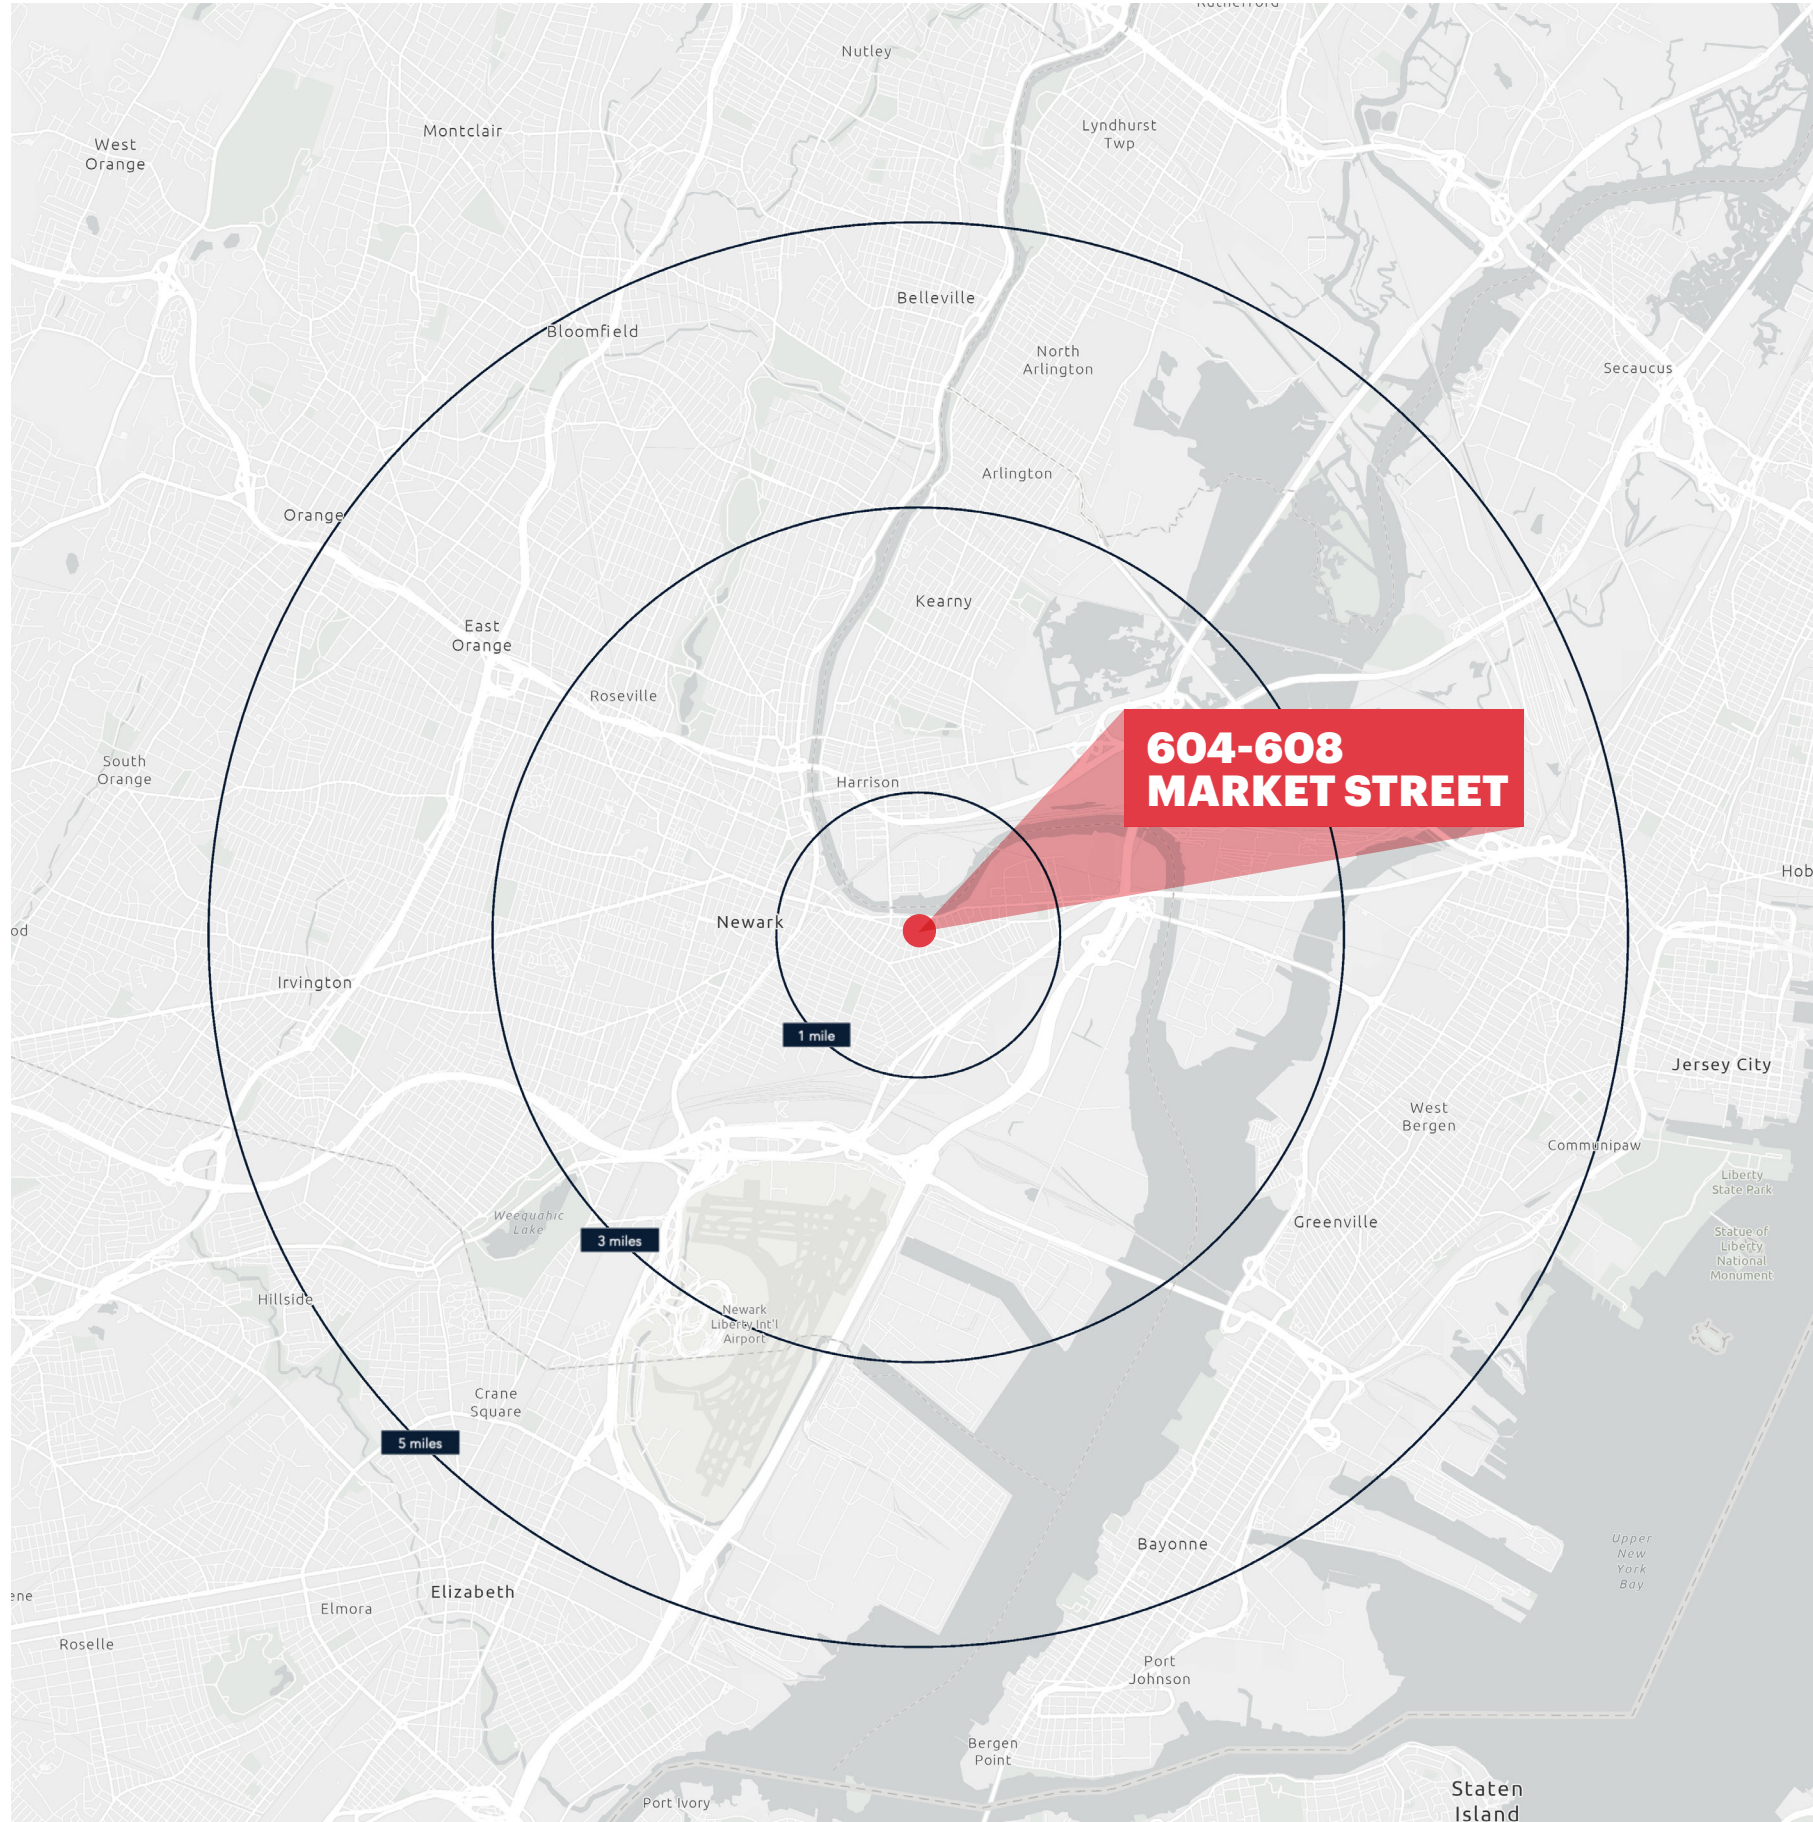 Nutley
Lyndhurst
Twp
Montclair
West
Orange
Belleville
Bloomfield
North
Arlington
Secaucus
Arlington
Orange
Kearny
East
Orange
Roseville
604-608
MARKET STREET
South
Orange
Harrison
Newark
Irvington
1 mile
Jersey City
West
Bergen
Communipaw
Liberty
State Park
Weequahic
Lake
Greenville
3 miles
Statue of
Liberty
National
Monument
Hillside
Newark
Liberty Int'l
Airport
Crane
Square
5 miles
Bayonne
Upper
New
York
Bay
Elizabeth
Elmora
Roselle
Port
Johnson
Bergen
Point
Staten
Island
Port Ivory